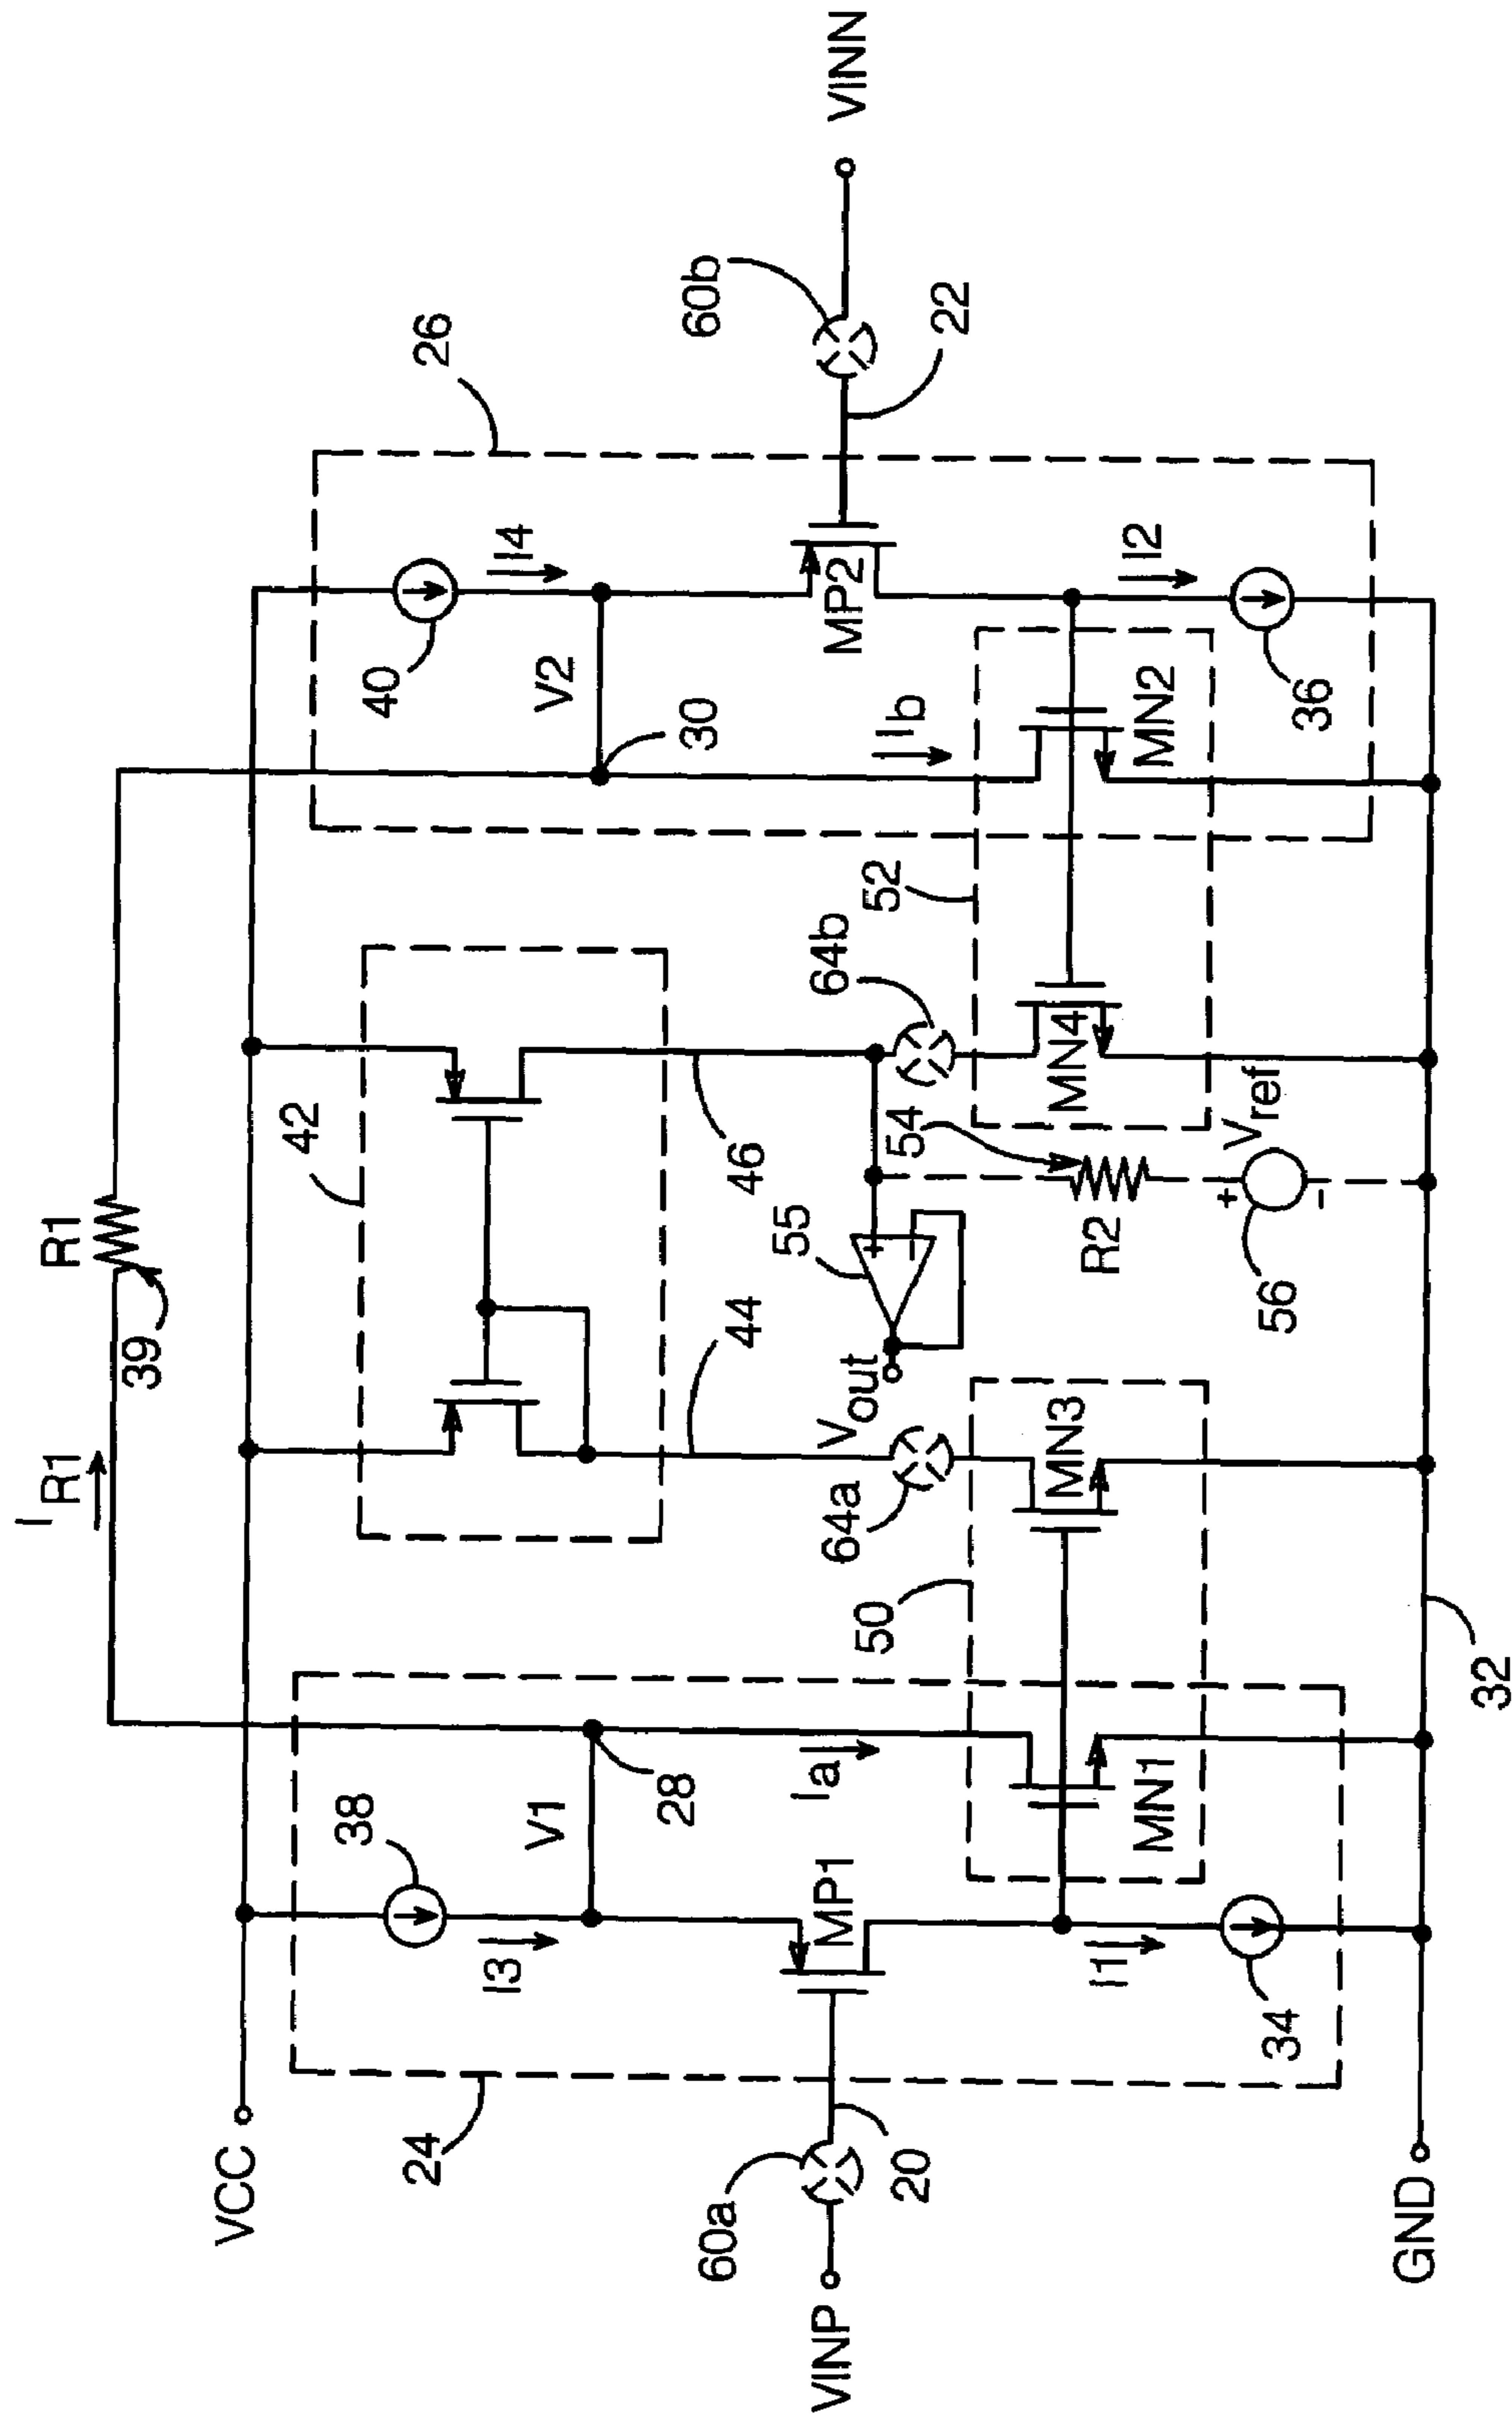 I R1
R1
39
VCC
GND
24
26
38
I3
V1
28
Ia
MP1
I1
34
MN1
50
MN3
64a
44
42
46
Vout
55
54
R2
Vref
56
64b
52
MN4
MN2
Ib
30
V2
40
I4
MP2
I2
36
VINP
60a
20
VINN
60b
22
32
+
-
+
-